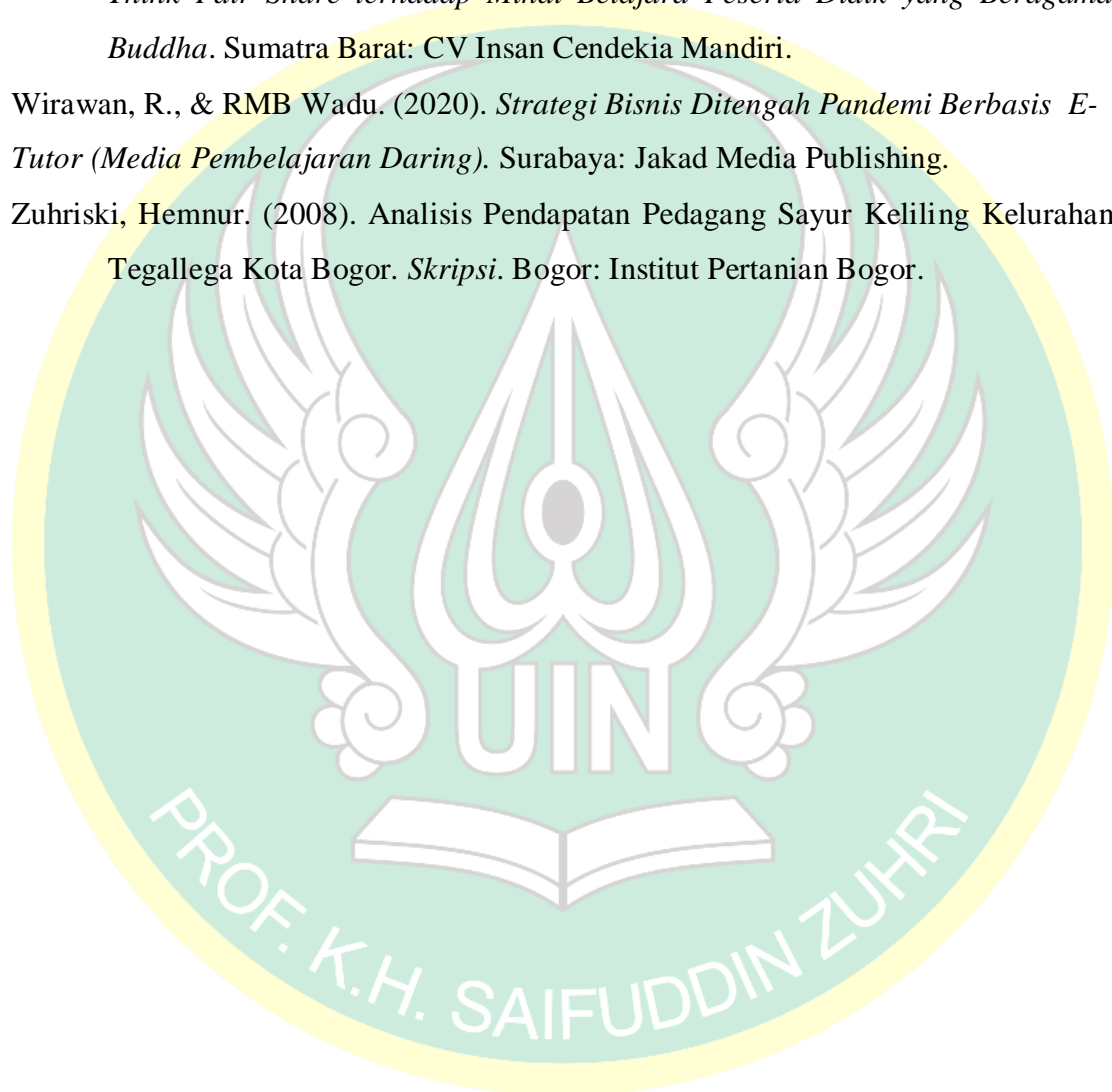 Think Pair Share terhadap Minat Belajara Peserta Didik yang Beragama
Buddha. Sumatra Barat: CV Insan Cendekia Mandiri.
Wirawan, R., & RMB Wadu. (2020). Strategi Bisnis Ditengah Pandemi Berbasis E-
Tutor (Media Pembelajaran Daring). Surabaya: Jakad Media Publishing.
Zuhriski, Hemnur. (2008). Analisis Pendapatan Pedagang Sayur Keliling Kelurahan
Tegallega Kota Bogor. Skripsi. Bogor: Institut Pertanian Bogor.
UIN
PROF. K.H. SAIFUDDIN ZUHRI